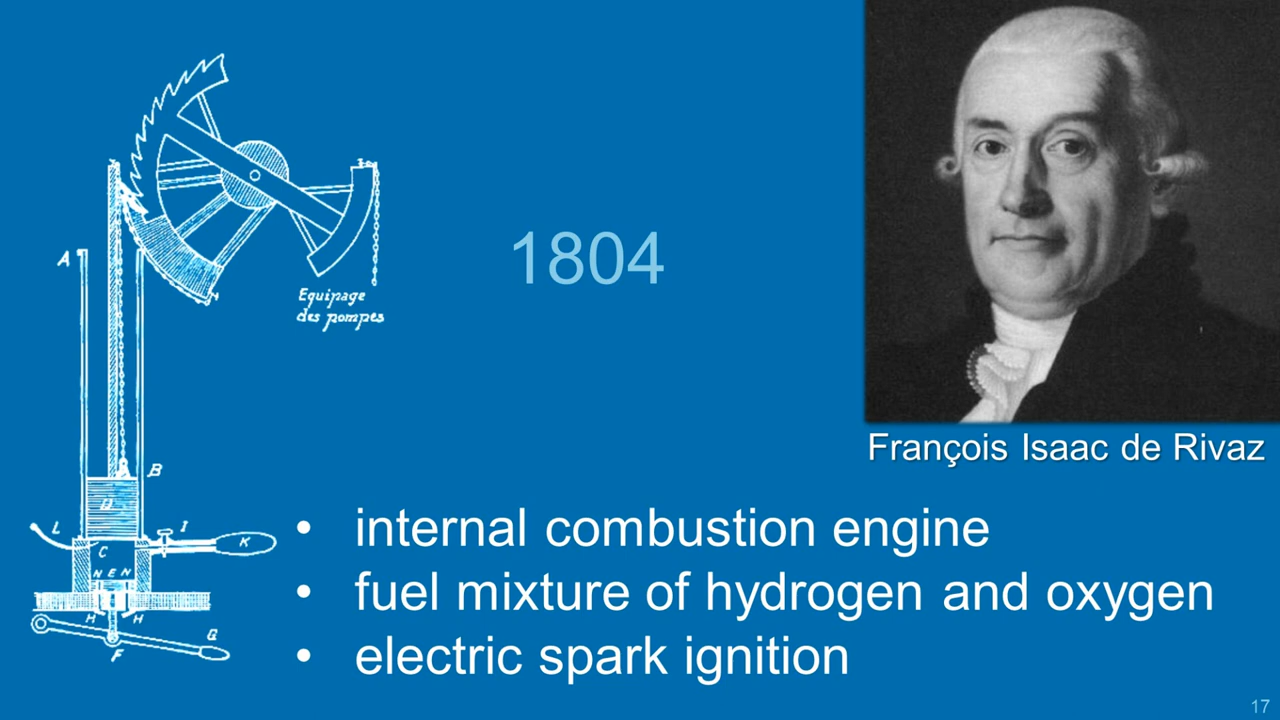 1804
A
Equipage
des pompes
B
L
I
K
C
N E N
H
H
G
F
François Isaac de Rivaz
• internal combustion engine
• fuel mixture of hydrogen and oxygen
• electric spark ignition
17